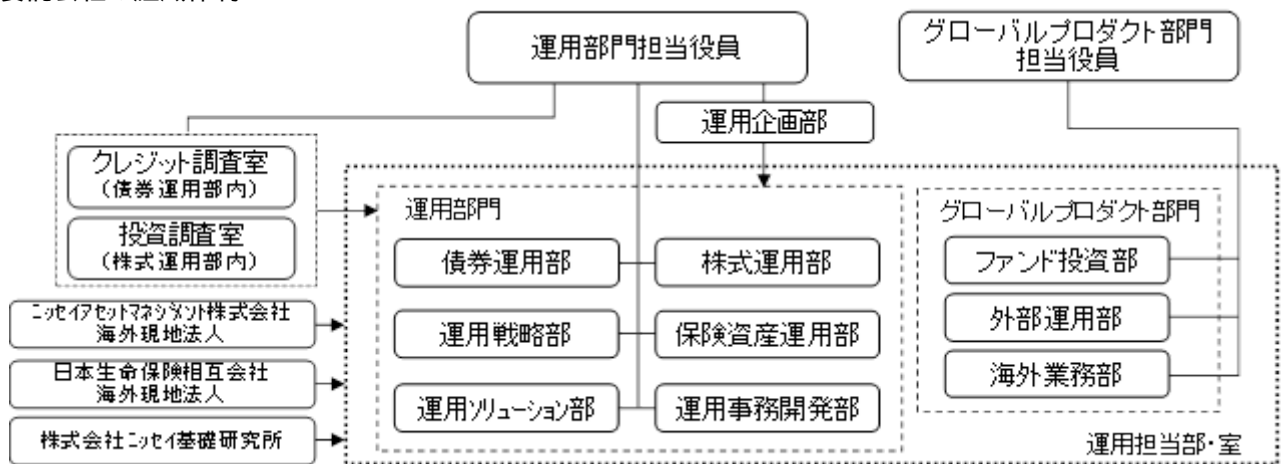 運用部門担当役員
グローバルプロダクト部門
担当役員
運用企画部
クレジット調査室
(債券運用部内)
投資調査室
(株式運用部内)
運用部門
債券運用部
株式運用部
運用戦略部
保険資産運用部
運用ソリューション部
運用事務開発部
グローバルプロダクト部門
ファンド投資部
外部運用部
海外業務部
ニッセイアセットマネジメント株式会社
海外現地法人
日本生命保険相互会社
海外現地法人
株式会社ニッセイ基礎研究所
運用担当部・室